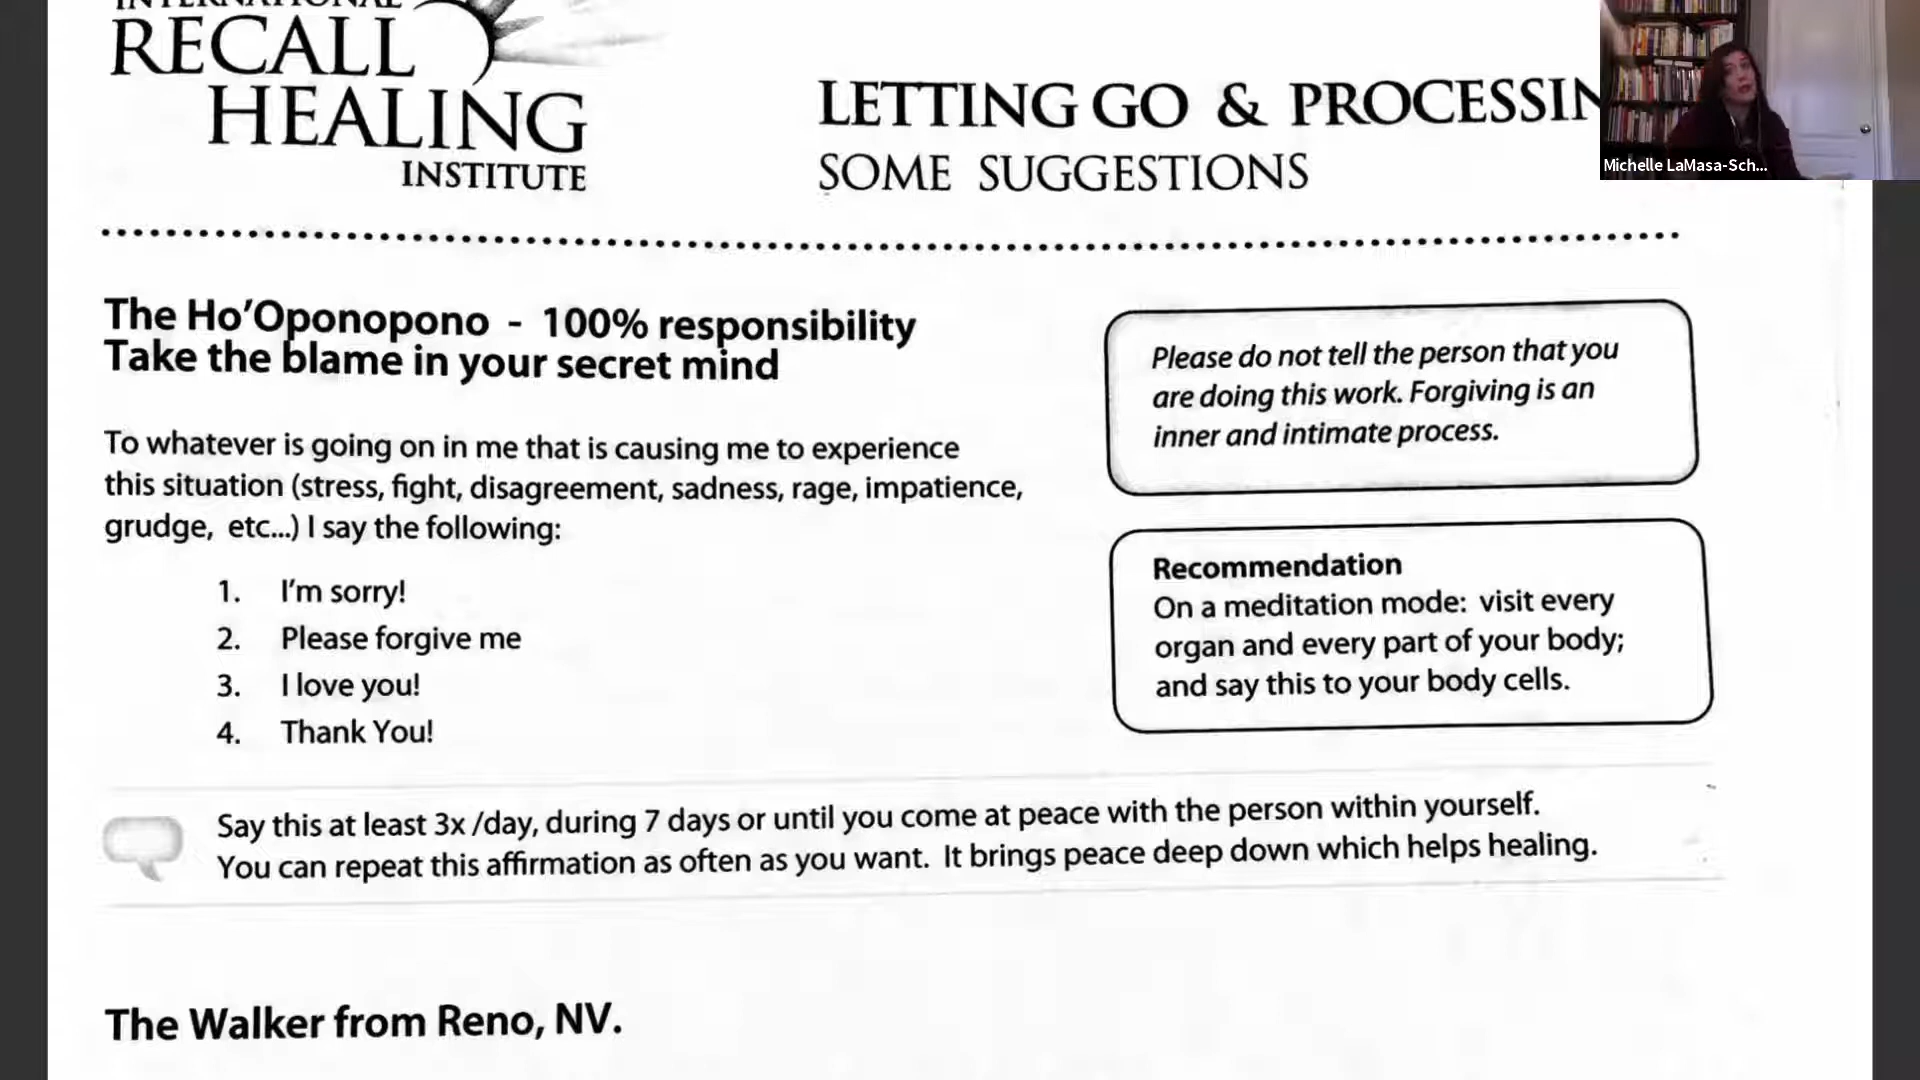 INTERNATIONAL
RECALL
HEALING
INSTITUTE
LETTING GO & PROCESSIN
SOME SUGGESTIONS
Michelle LaMasa-Sch...
The Ho'Oponopono - 100% responsibility
Take the blame in your secret mind
To whatever is going on in me that is causing me to experience
this situation (stress, fight, disagreement, sadness, rage, impatience,
grudge, etc...) I say the following:
1. I'm sorry!
2. Please forgive me
3. I love you!
4. Thank You!
Please do not tell the person that you
are doing this work. Forgiving is an
inner and intimate process.
Recommendation
On a meditation mode: visit every
organ and every part of your body;
and say this to your body cells.
Say this at least 3x /day, during 7 days or until you come at peace with the person within yourself.
You can repeat this affirmation as often as you want. It brings peace deep down which helps healing.
The Walker from Reno, NV.